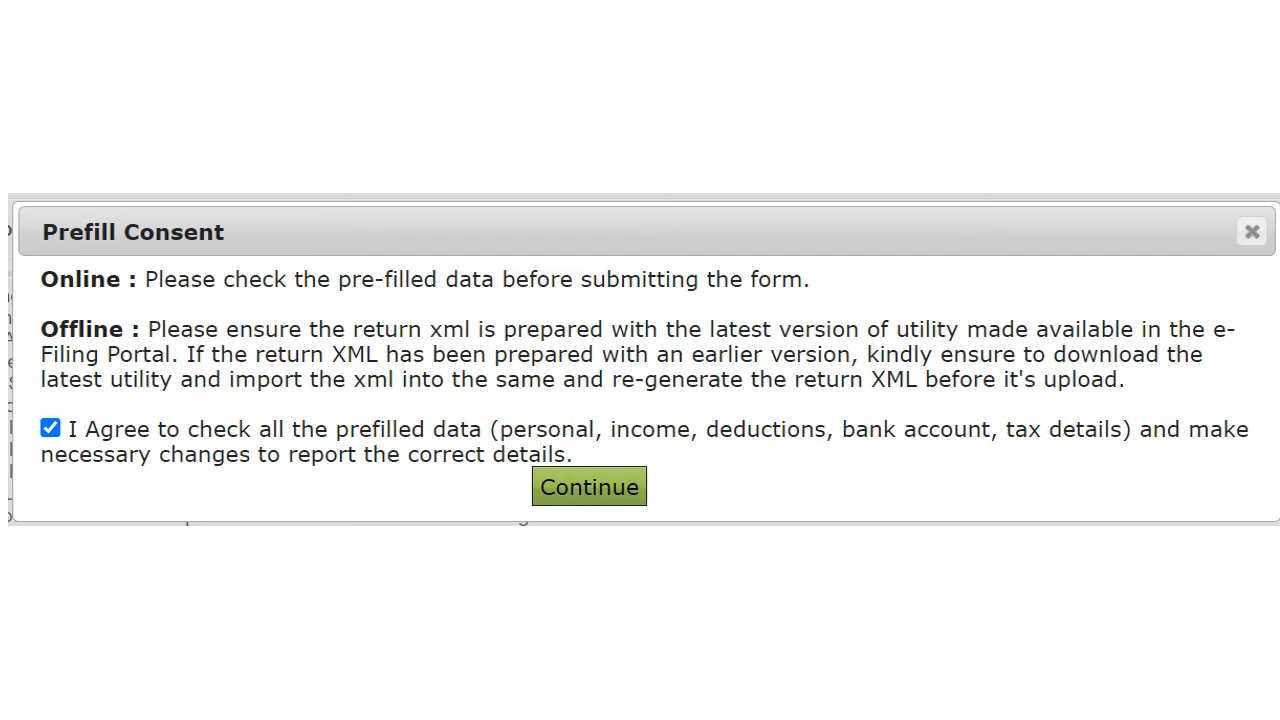 Prefill Consent
Online : Please check the pre-filled data before submitting the form.
Offline : Please ensure the return xml is prepared with the latest version of utility made available in the e-
Filing Portal. If the return XML has been prepared with an earlier version, kindly ensure to download the
latest utility and import the xml into the same and re-generate the return XML before it's upload.
I Agree to check all the prefilled data (personal, income, deductions, bank account, tax details) and make
necessary changes to report the correct details.
Continue